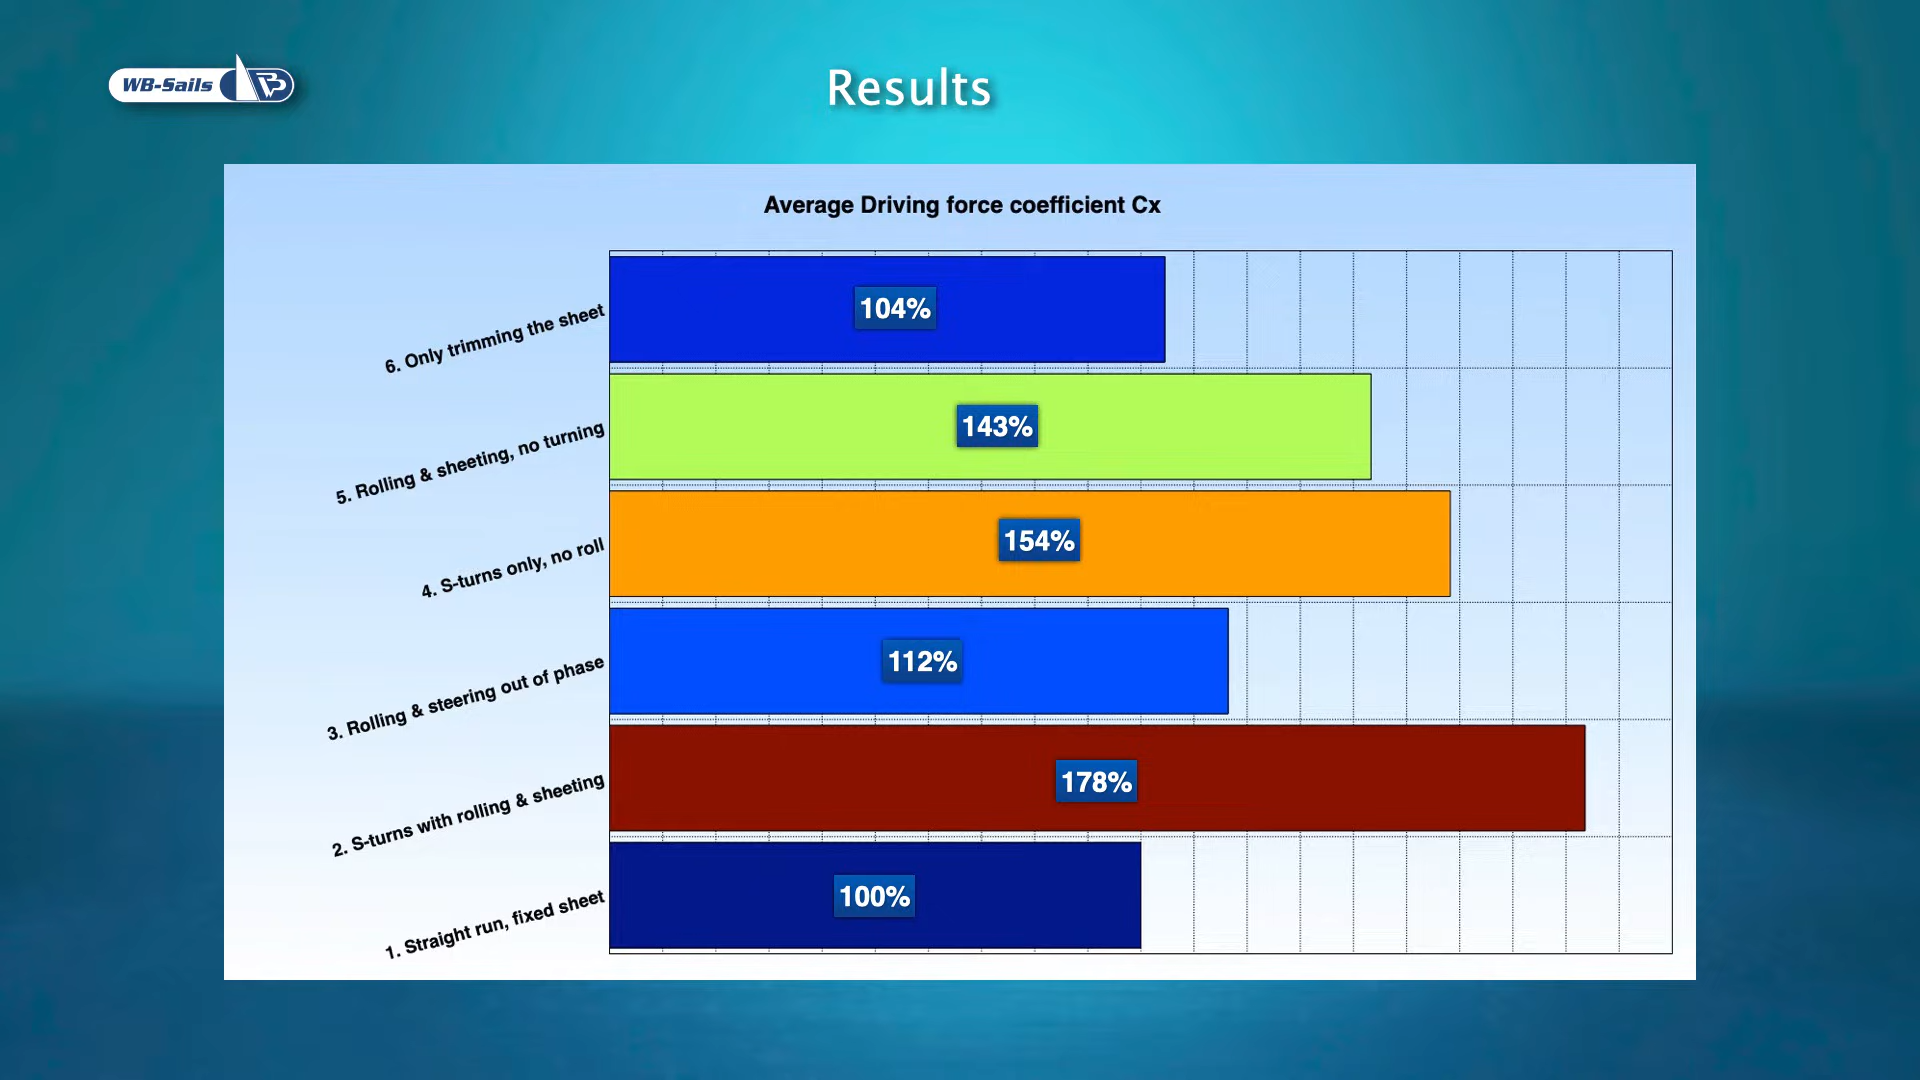 WB-Sails
Results
Average Driving force coefficient Cx
6. Only trimming the sheet
104%
5. Rolling & sheeting, no turning
143%
4. S-turns only, no roll
154%
3. Rolling & steering out of phase
112%
2. S-turns with rolling & sheeting
178%
1. Straight run, fixed sheet
100%